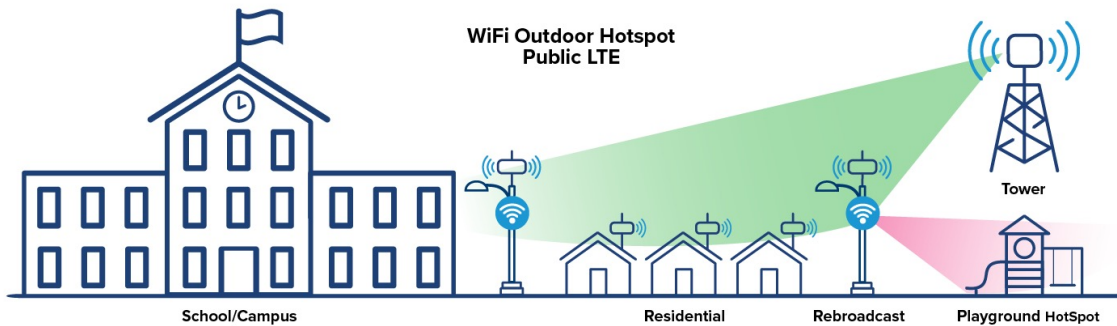 WiFi Outdoor Hotspot
Public LTE
Tower
School/Campus
Residential
Rebroadcast
Playground HotSpot